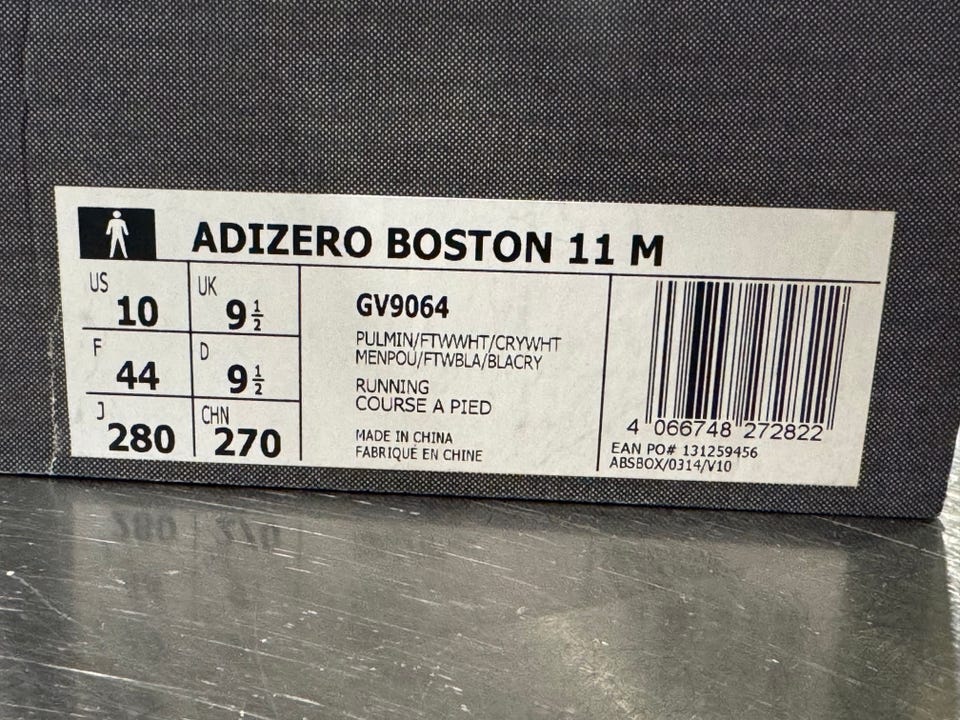 ADIZERO BOSTON 11 M
US 10
UK 9 1/2
F 44
D 9 1/2
J 280
CHN 270
GV9064
PULMIN/FTWWHT/CRYWHT
MENPOU/FTWBLA/BLACRY
RUNNING
COURSE A PIED
MADE IN CHINA
FABRIQUÉ EN CHINE
4 066748 272822
EAN PO# 131259456
ABSBOX/0314/V10